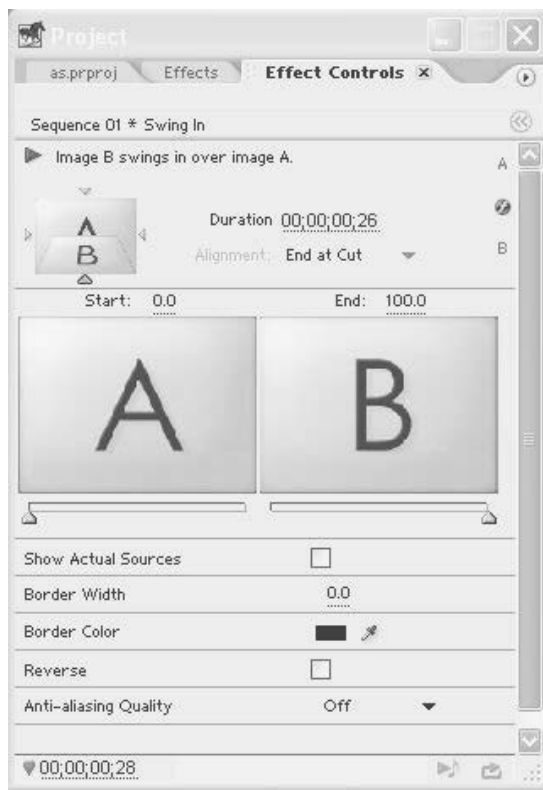 Project
as.prproj Effects Effect Controls x
Sequence 01 * Swing In
Image B swings in over image A.
A
A
B
Duration 00;00;00;26
Alignment: End at Cut
B
Start: 0.0 End: 100.0
A B
Show Actual Sources
Border Width 0.0
Border Color
Reverse
Anti-aliasing Quality Off
00;00;00;28